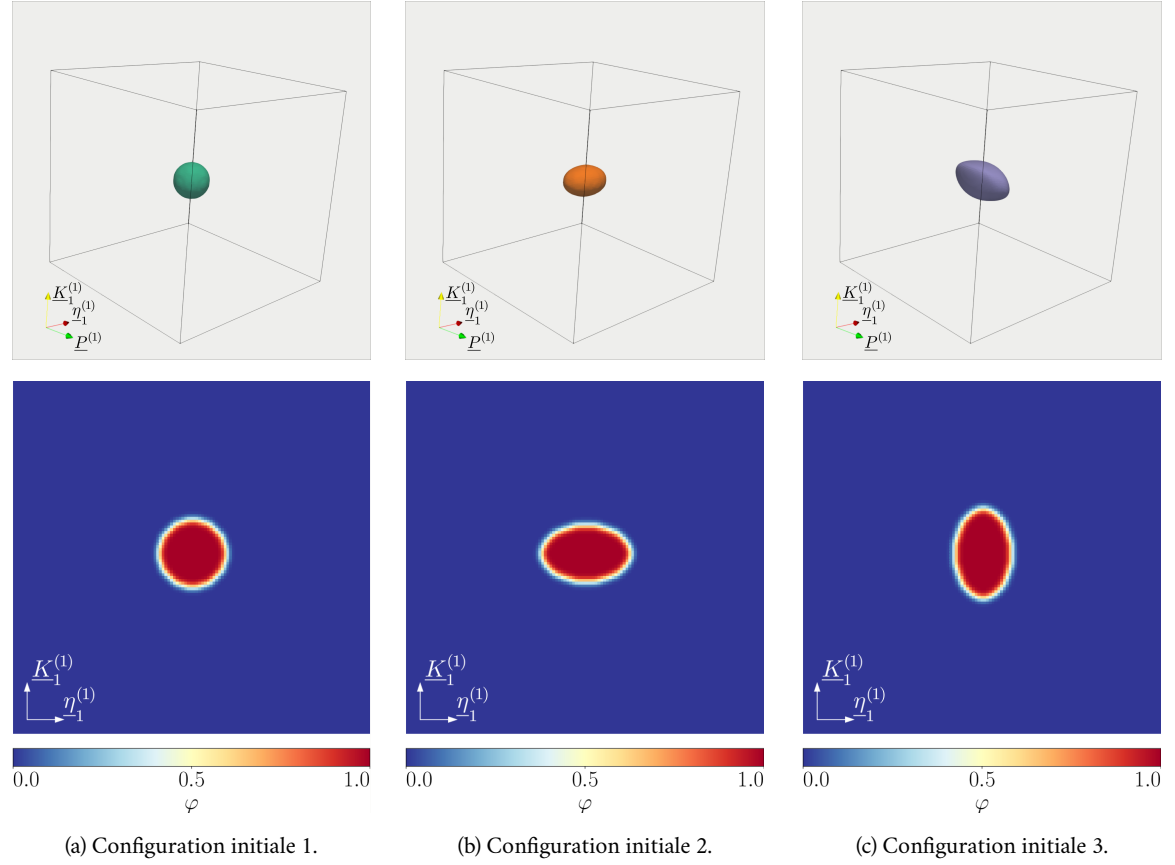 K₁⁽¹⁾
η₁⁽¹⁾
P⁽¹⁾
K₁⁽¹⁾
η₁⁽¹⁾
P⁽¹⁾
K₁⁽¹⁾
η₁⁽¹⁾
P⁽¹⁾
K₁⁽¹⁾
η₁⁽¹⁾
K₁⁽¹⁾
η₁⁽¹⁾
K₁⁽¹⁾
η₁⁽¹⁾
0.0 0.5 1.0
φ
0.0 0.5 1.0
φ
0.0 0.5 1.0
φ
(a) Configuration initiale 1.
(b) Configuration initiale 2.
(c) Configuration initiale 3.